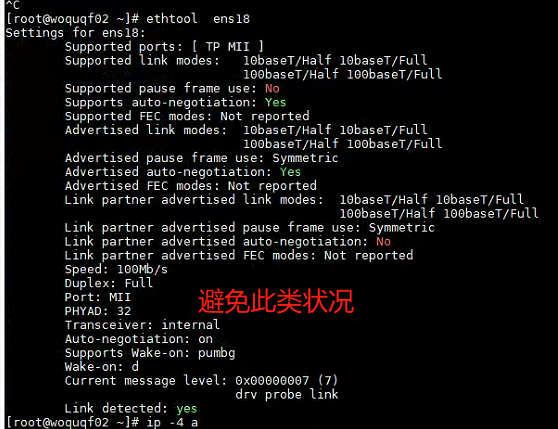 ^C
[root@woquqf02 ~]# ethtool  ens18
Settings for ens18:
Supported ports: [ TP MII ]
Supported link modes:   10baseT/Half 10baseT/Full
100baseT/Half 100baseT/Full
Supported pause frame use: No
Supports auto-negotiation: Yes
Supported FEC modes: Not reported
Advertised link modes:  10baseT/Half 10baseT/Full
100baseT/Half 100baseT/Full
Advertised pause frame use: Symmetric
Advertised auto-negotiation: Yes
Advertised FEC modes: Not reported
Link partner advertised link modes:  10baseT/Half 10baseT/Full
100baseT/Half 100baseT/Full
Link partner advertised pause frame use: Symmetric
Link partner advertised auto-negotiation: No
Link partner advertised FEC modes: Not reported
Speed: 100Mb/s
Duplex: Full
Port: MII
避免此类状况
PHYAD: 32
Transceiver: internal
Auto-negotiation: on
Supports Wake-on: pumbg
Wake-on: d
Current message level: 0x00000007 (7)
drv probe link
Link detected: yes
[root@woquqf02 ~]# ip -4 a